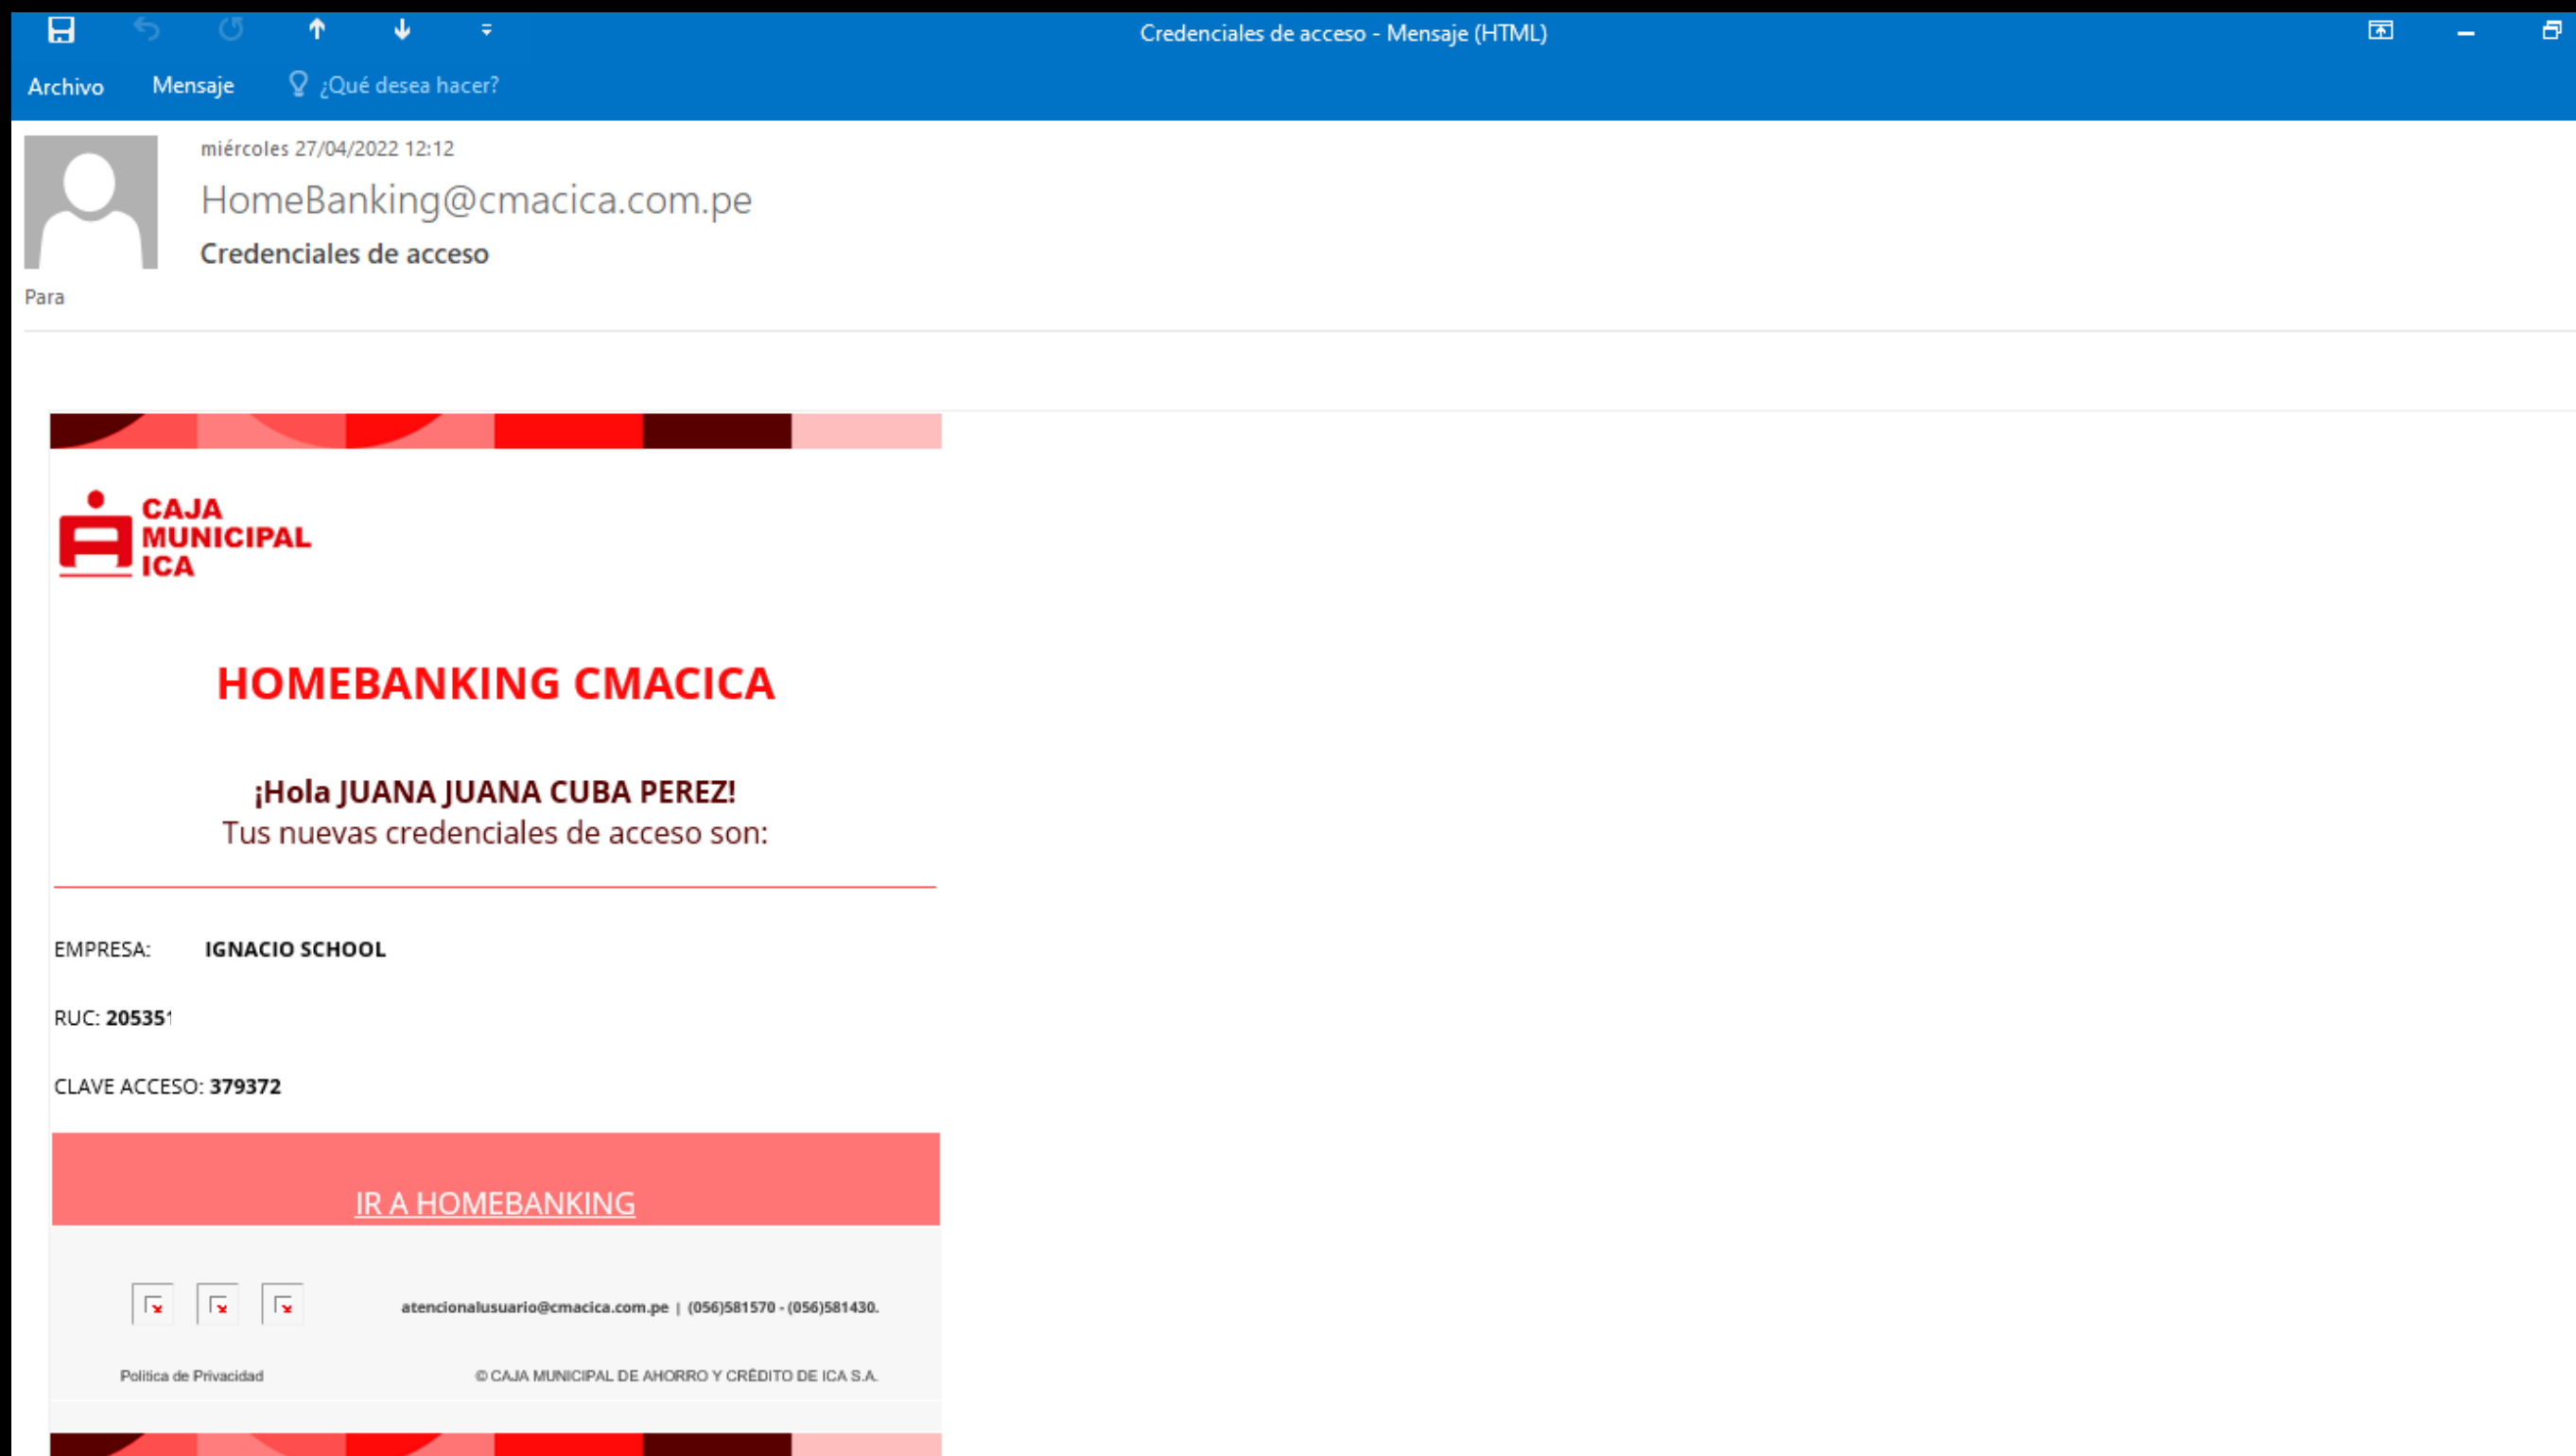 Credenciales de acceso - Mensaje (HTML)
Archivo Mensaje ¿Qué desea hacer?
miércoles 27/04/2022 12:12
HomeBanking@cmacica.com.pe
Credenciales de acceso
Para
CAJA
MUNICIPAL
ICA
HOMEBANKING CMACICA
¡Hola JUANA JUANA CUBA PEREZ!
Tus nuevas credenciales de acceso son:
EMPRESA: IGNACIO SCHOOL
RUC: 205351
CLAVE ACCESO: 379372
IR A HOMEBANKING
atencionalusuario@cmacica.com.pe | (056)581570 - (056)581430.
Politica de Privacidad © CAJA MUNICIPAL DE AHORRO Y CRÉDITO DE ICA S.A.